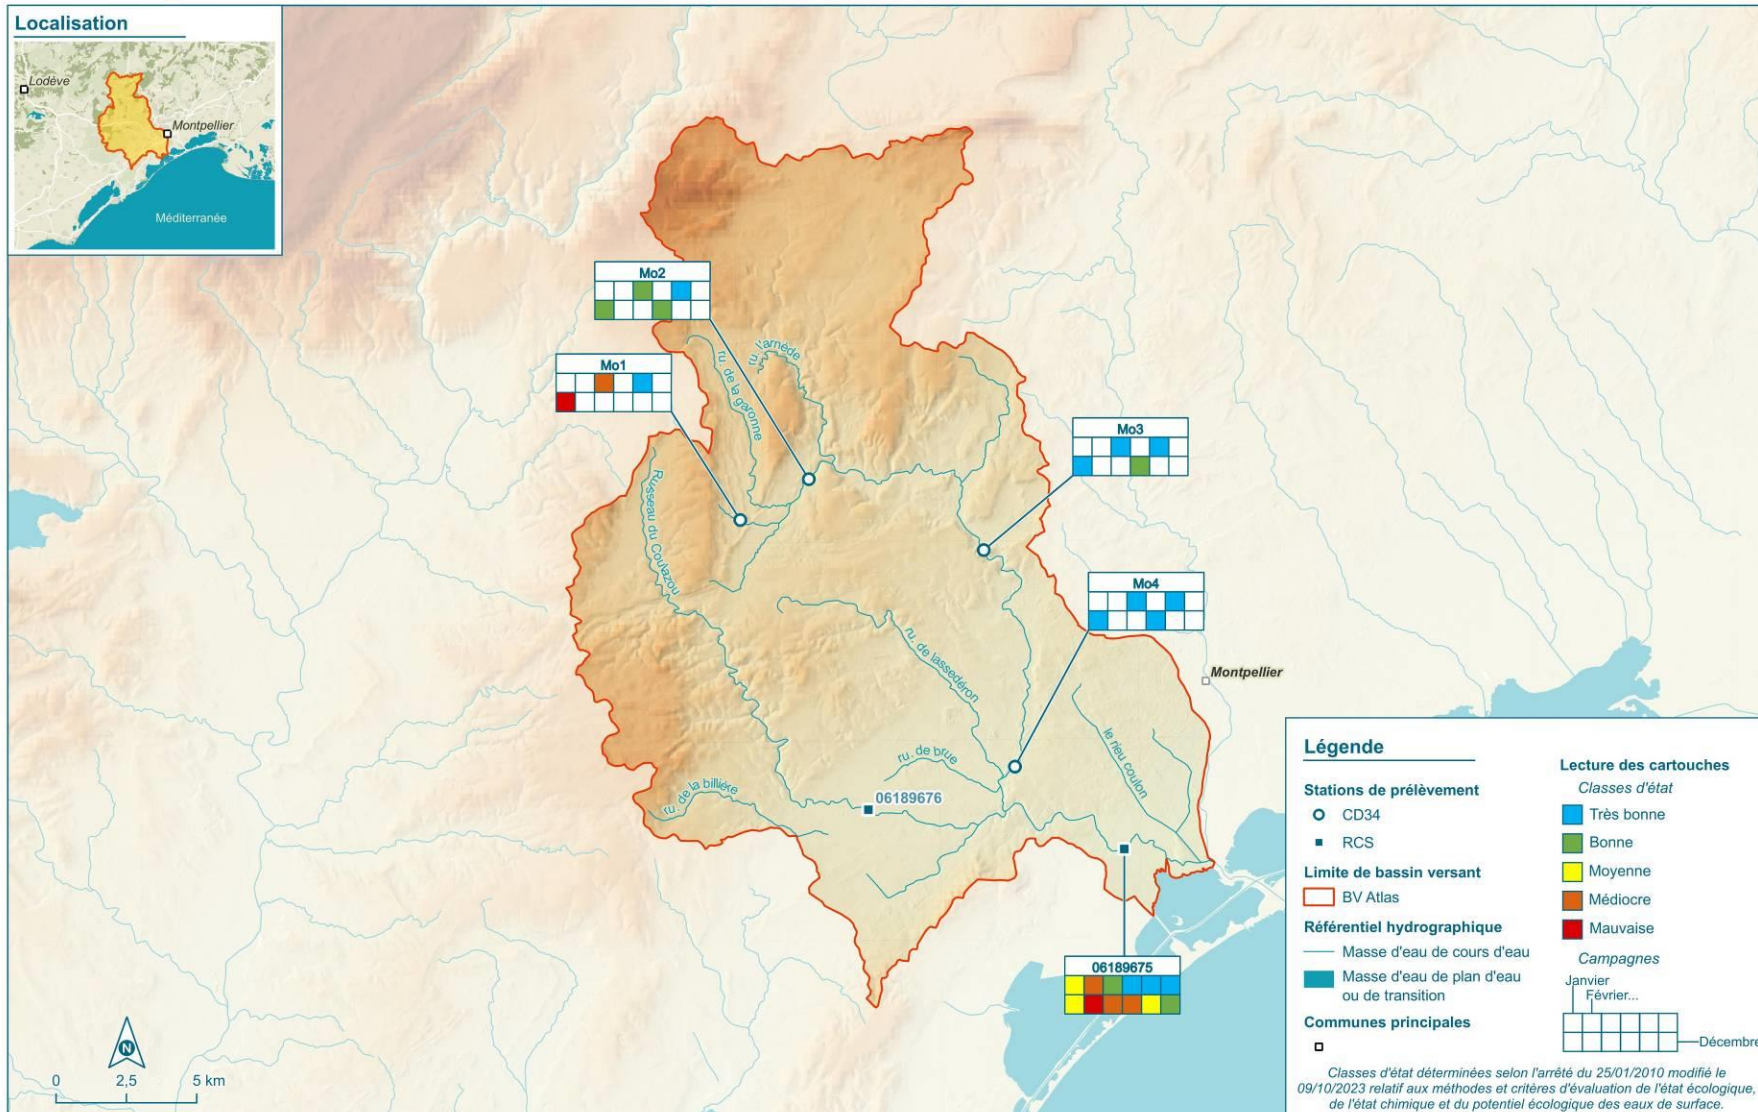 Localisation
Lodève
Montpellier
Méditerranée
Mo2
Mo1
ru. l'arnède
ru. de la garonne
Ruisseau du Coulazou
Mo3
Mo4
ru. de lassedéron
Montpellier
le rieu coulon
ru. de brue
ru. de la billière
06189676
06189675
N
0 2,5 5 km
Légende
Stations de prélèvement
CD34
RCS
Limite de bassin versant
BV Atlas
Référentiel hydrographique
Masse d'eau de cours d'eau
Masse d'eau de plan d'eau
ou de transition
Communes principales
Lecture des cartouches
Classes d'état
Très bonne
Bonne
Moyenne
Médiocre
Mauvaise
Campagnes
Janvier
Février...
Décembre
Classes d'état déterminées selon l'arrêté du 25/01/2010 modifié le
09/10/2023 relatif aux méthodes et critères d'évaluation de l'état écologique,
de l'état chimique et du potentiel écologique des eaux de surface.